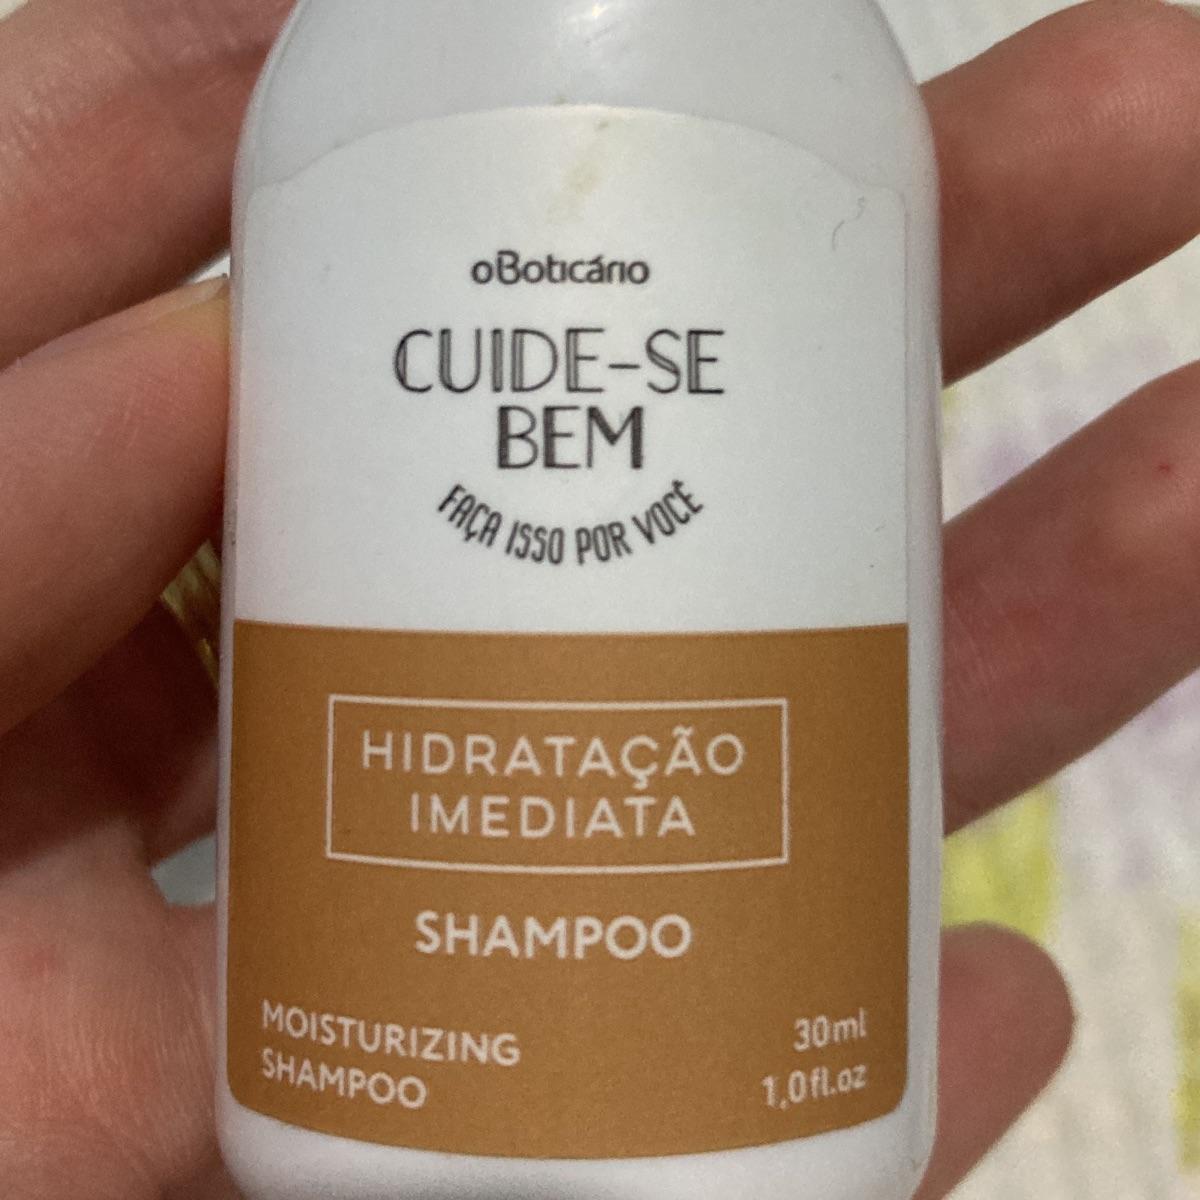 oBoticário
CUIDE-SE
BEM
FAÇA ISSO POR VOCÊ
HIDRATAÇÃO
IMEDIATA
SHAMPOO
MOISTURIZING
SHAMPOO
30ml
1,0fl.oz